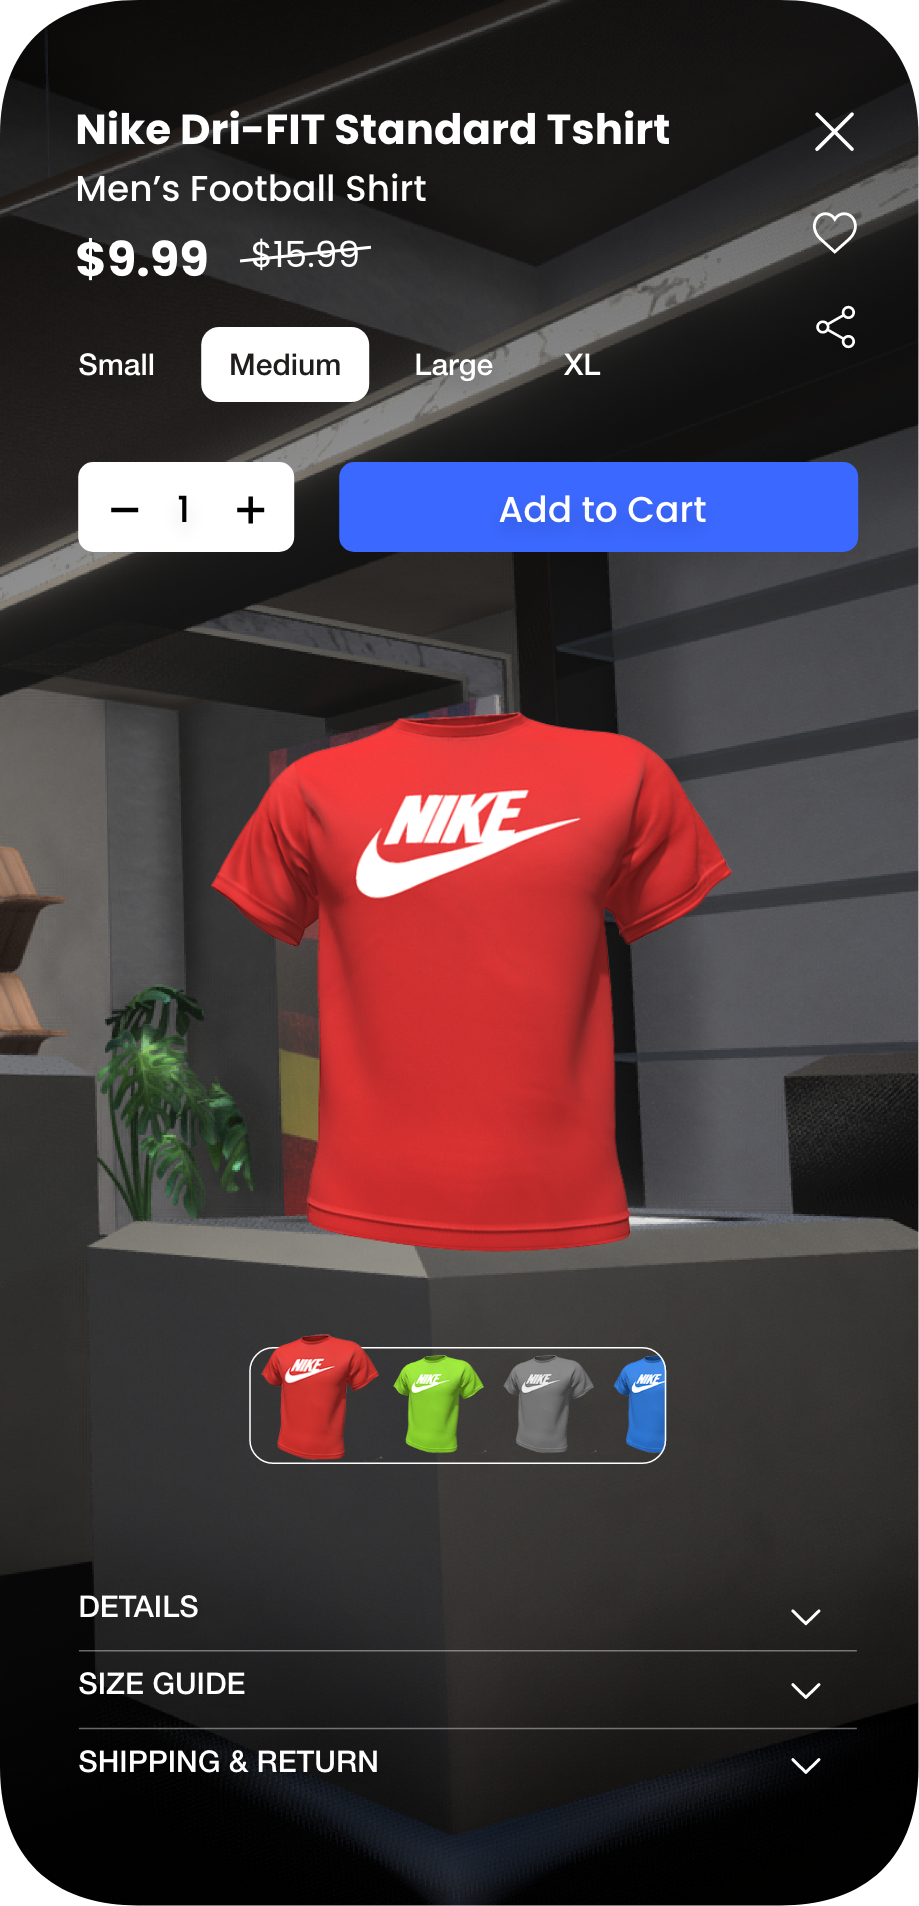 Nike Dri-FIT Standard Tshirt
Men’s Football Shirt
$9.99 $15.99
Small Medium Large XL
− 1 + Add to Cart
NIKE
NIKE NIKE NIKE NIKE
DETAILS
SIZE GUIDE
SHIPPING & RETURN